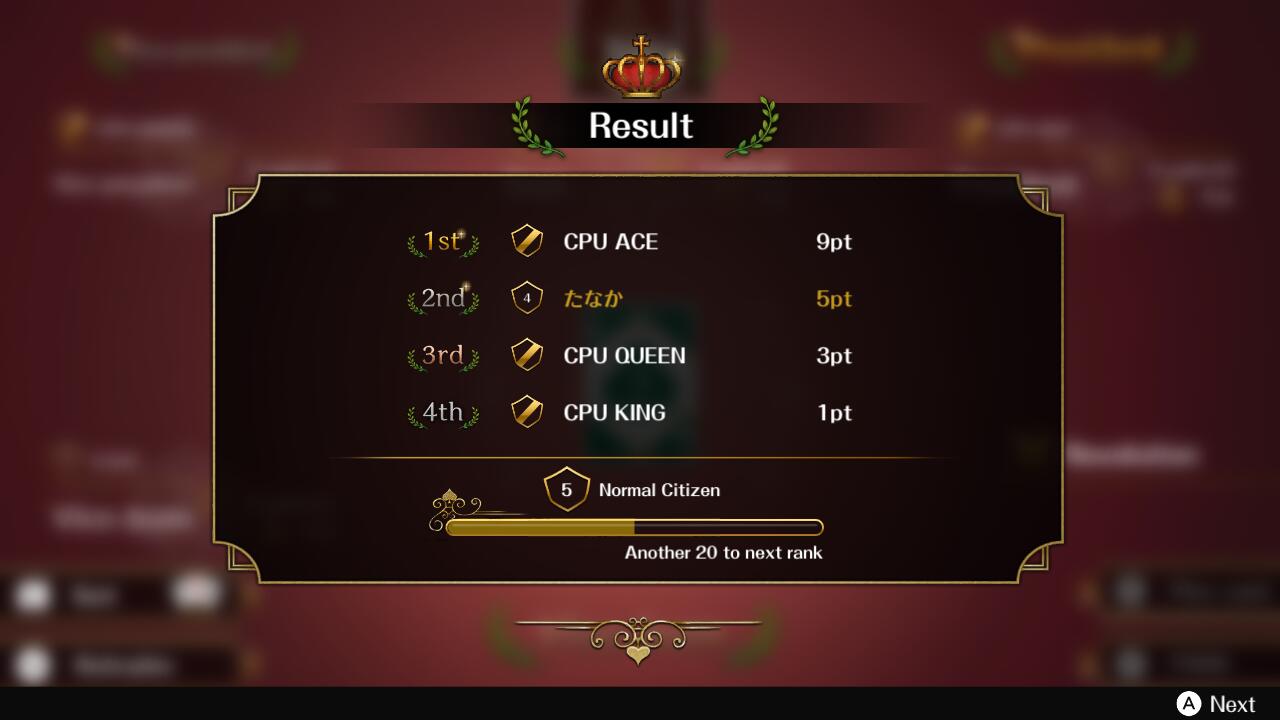 Result
1st CPU ACE 9pt
2nd 4 たなか 5pt
3rd CPU QUEEN 3pt
4th CPU KING 1pt
5 Normal Citizen
Another 20 to next rank
A Next